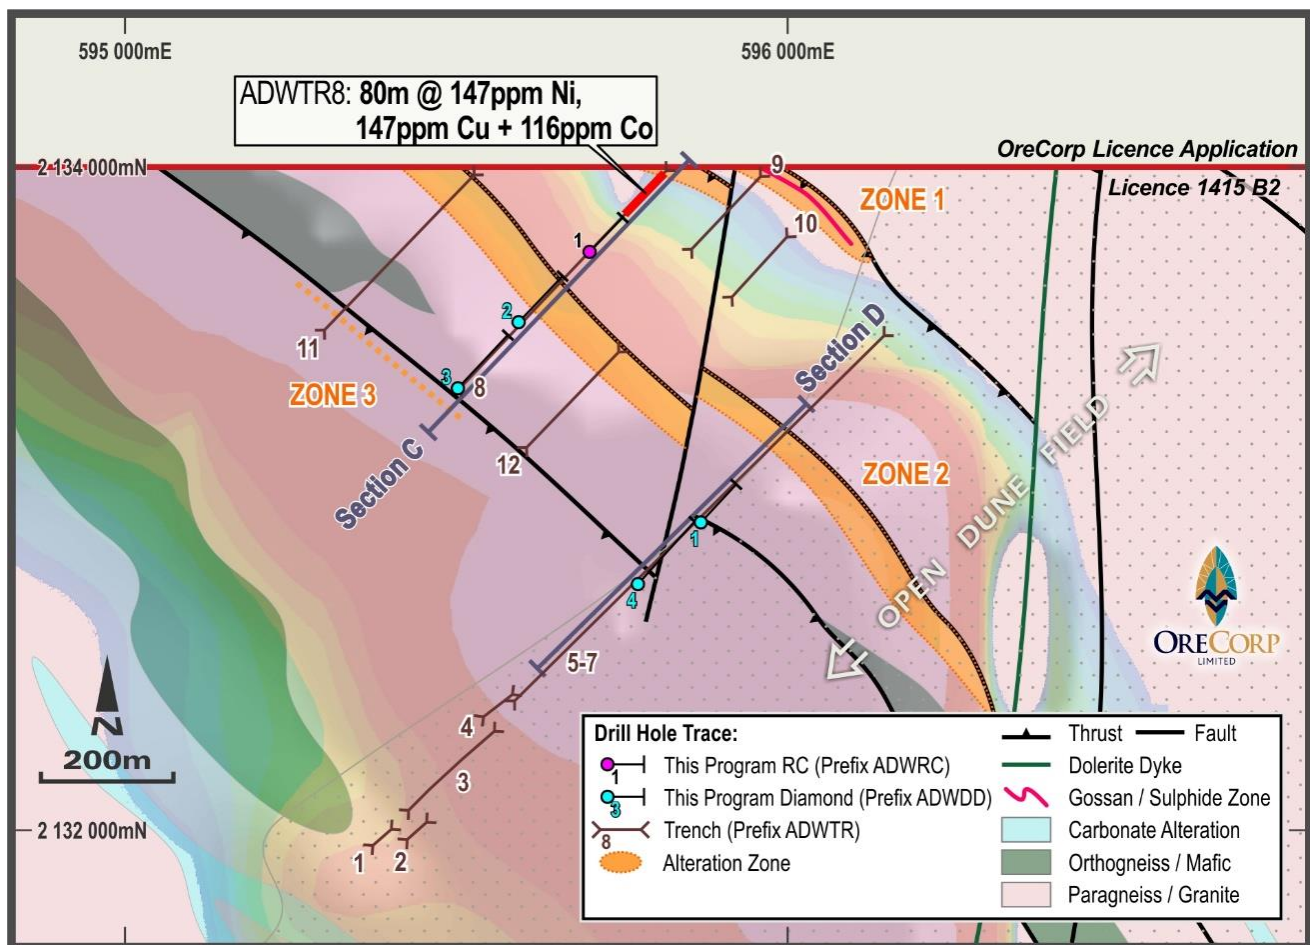 595 000mE
596 000mE
ADWTR8: 80m @ 147ppm Ni,
147ppm Cu + 116ppm Co
2 134 000mN
OreCorp Licence Application
Licence 1415 B2
9
ZONE 1
10
1
2
11
3
8
ZONE 3
Section D
12
Section C
ZONE 2
OPEN DUNE FIELD
1
4
5-7
4
3
1
2
ORECORP
LIMITED
N
200m
2 132 000mN
Drill Hole Trace:
1
This Program RC (Prefix ADWRC)
3
This Program Diamond (Prefix ADWDD)
8
Trench (Prefix ADWTR)
Alteration Zone
Thrust
Fault
Dolerite Dyke
Gossan / Sulphide Zone
Carbonate Alteration
Orthogneiss / Mafic
Paragneiss / Granite